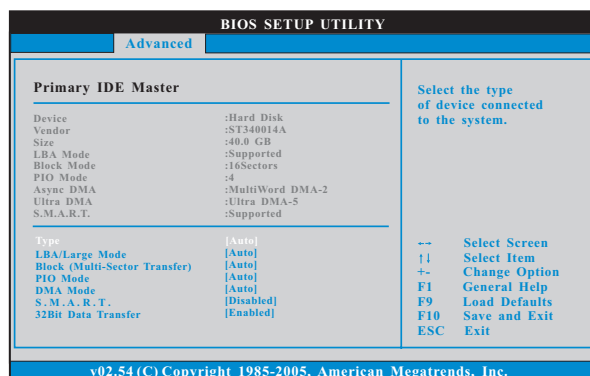 BIOS SETUP UTILITY
Advanced
Primary IDE Master
Device :Hard Disk
Vendor :ST340014A
Size :40.0 GB
LBA Mode :Supported
Block Mode :16Sectors
PIO Mode :4
Async DMA :MultiWord DMA-2
Ultra DMA :Ultra DMA-5
S.M.A.R.T. :Supported
Type [Auto]
LBA/Large Mode [Auto]
Block (Multi-Sector Transfer) [Auto]
PIO Mode [Auto]
DMA Mode [Auto]
S.M.A.R.T. [Disabled]
32Bit Data Transfer [Enabled]
Select the type
of device connected
to the system.
←→ Select Screen
↑↓ Select Item
+- Change Option
F1 General Help
F9 Load Defaults
F10 Save and Exit
ESC Exit
v02.54 (C) Copyright 1985-2005, American Megatrends, Inc.